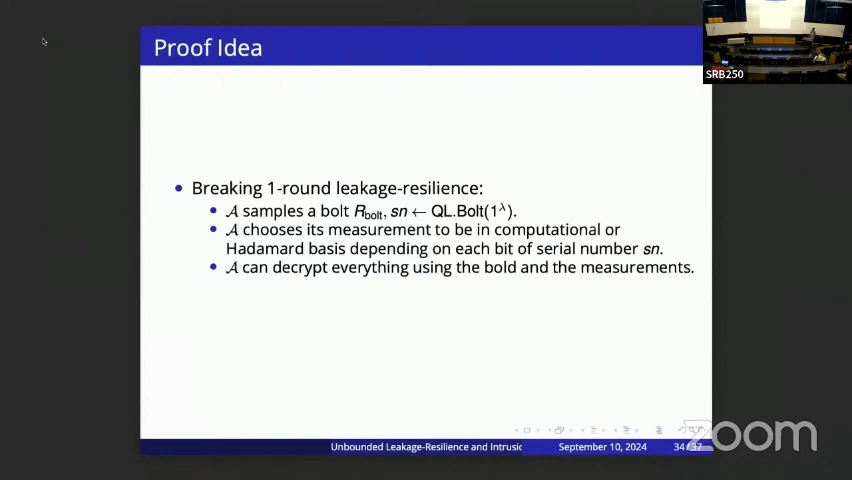 Proof Idea
SRB250
• Breaking 1-round leakage-resilience:
• 𝒜 samples a bolt R_bolt, sn ← QL.Bolt(1^λ).
• 𝒜 chooses its measurement to be in computational or
Hadamard basis depending on each bit of serial number sn.
• 𝒜 can decrypt everything using the bold and the measurements.
zoom
Unbounded Leakage-Resilience and Intrusic
September 10, 2024
34/37